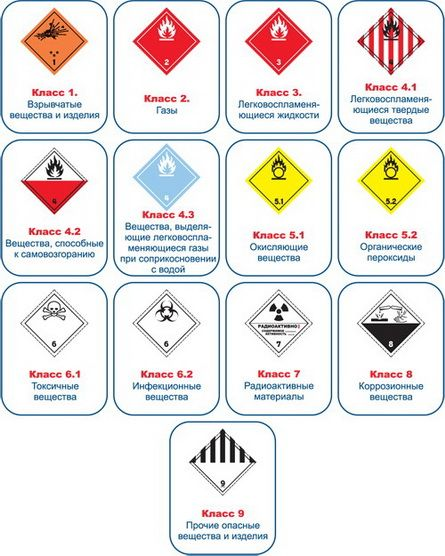 1
Класс 1.
Взрывчатые
вещества и изделия
2
Класс 2.
Газы
3
Класс 3.
Легковоспламеня-
ющиеся жидкости
Класс 4.1
Легковоспламеня-
ющиеся твердые
вещества
Класс 4.2
Вещества, способные
к самовозгоранию
Класс 4.3
Вещества, выделя-
ющие легковоспла-
меняющиеся газы
при соприкосновении
с водой
5.1
Класс 5.1
Окисляющие
вещества
5.2
Класс 5.2
Органические
пероксиды
6
Класс 6.1
Токсичные
вещества
6
Класс 6.2
Инфекционные
вещества
РАДИОАКТИВНО
7
Класс 7
Радиоактивные
материалы
8
Класс 8
Коррозионные
вещества
9
Класс 9
Прочие опасные
вещества и изделия